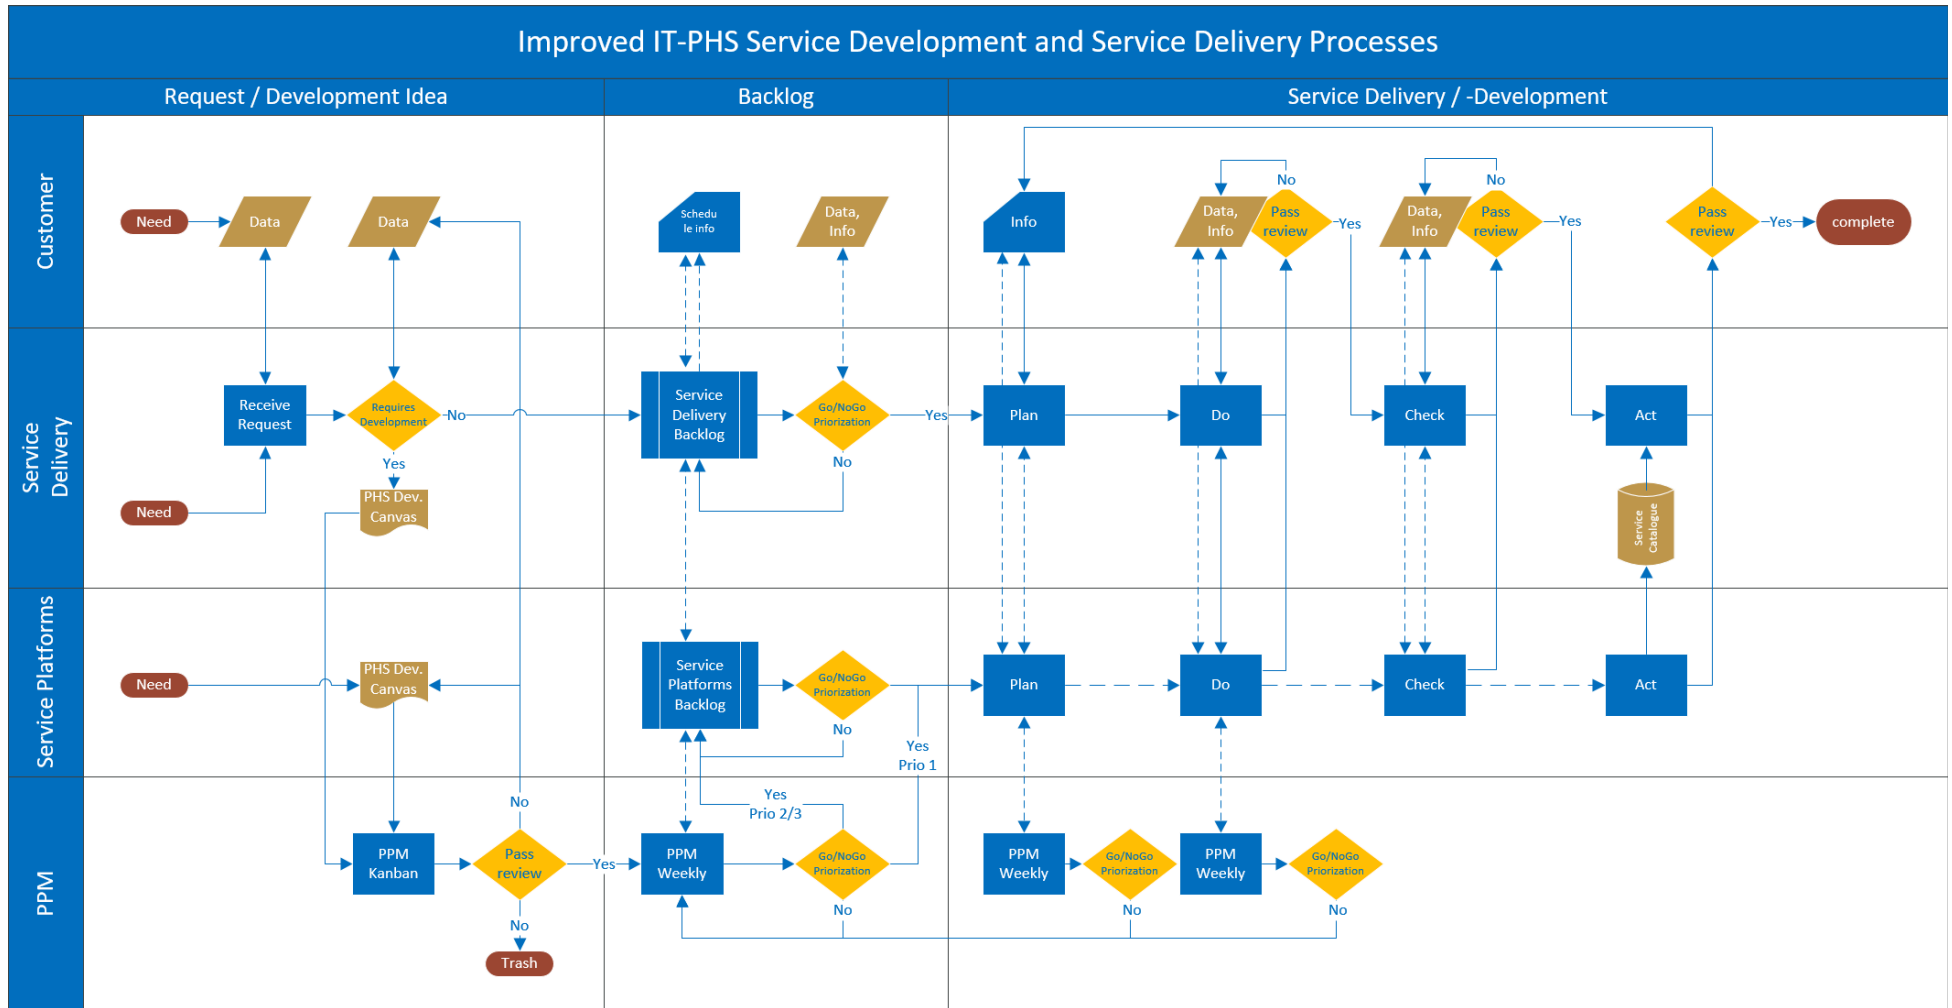 Improved IT-PHS Service Development and Service Delivery Processes
Request / Development Idea
Backlog
Service Delivery / -Development
Customer
Need
Data
Data
Schedu
le info
Data,
Info
Info
Data,
Info
No
Pass
review
Yes
Data,
Info
No
Pass
review
Yes
Pass
review
Yes
complete
Service
Delivery
Receive
Request
Requires
Development
No
Yes
Need
PHS Dev.
Canvas
Service
Delivery
Backlog
Go/NoGo
Priorization
Yes
No
Plan
Do
Check
Act
Service
Catalogue
Service Platforms
Need
PHS Dev.
Canvas
Service
Platforms
Backlog
Go/NoGo
Priorization
No
Yes
Prio 1
Plan
Do
Check
Act
PPM
No
PPM
Kanban
Pass
review
Yes
No
Trash
Yes
Prio 2/3
PPM
Weekly
Go/NoGo
Priorization
No
PPM
Weekly
Go/NoGo
Priorization
No
PPM
Weekly
Go/NoGo
Priorization
No